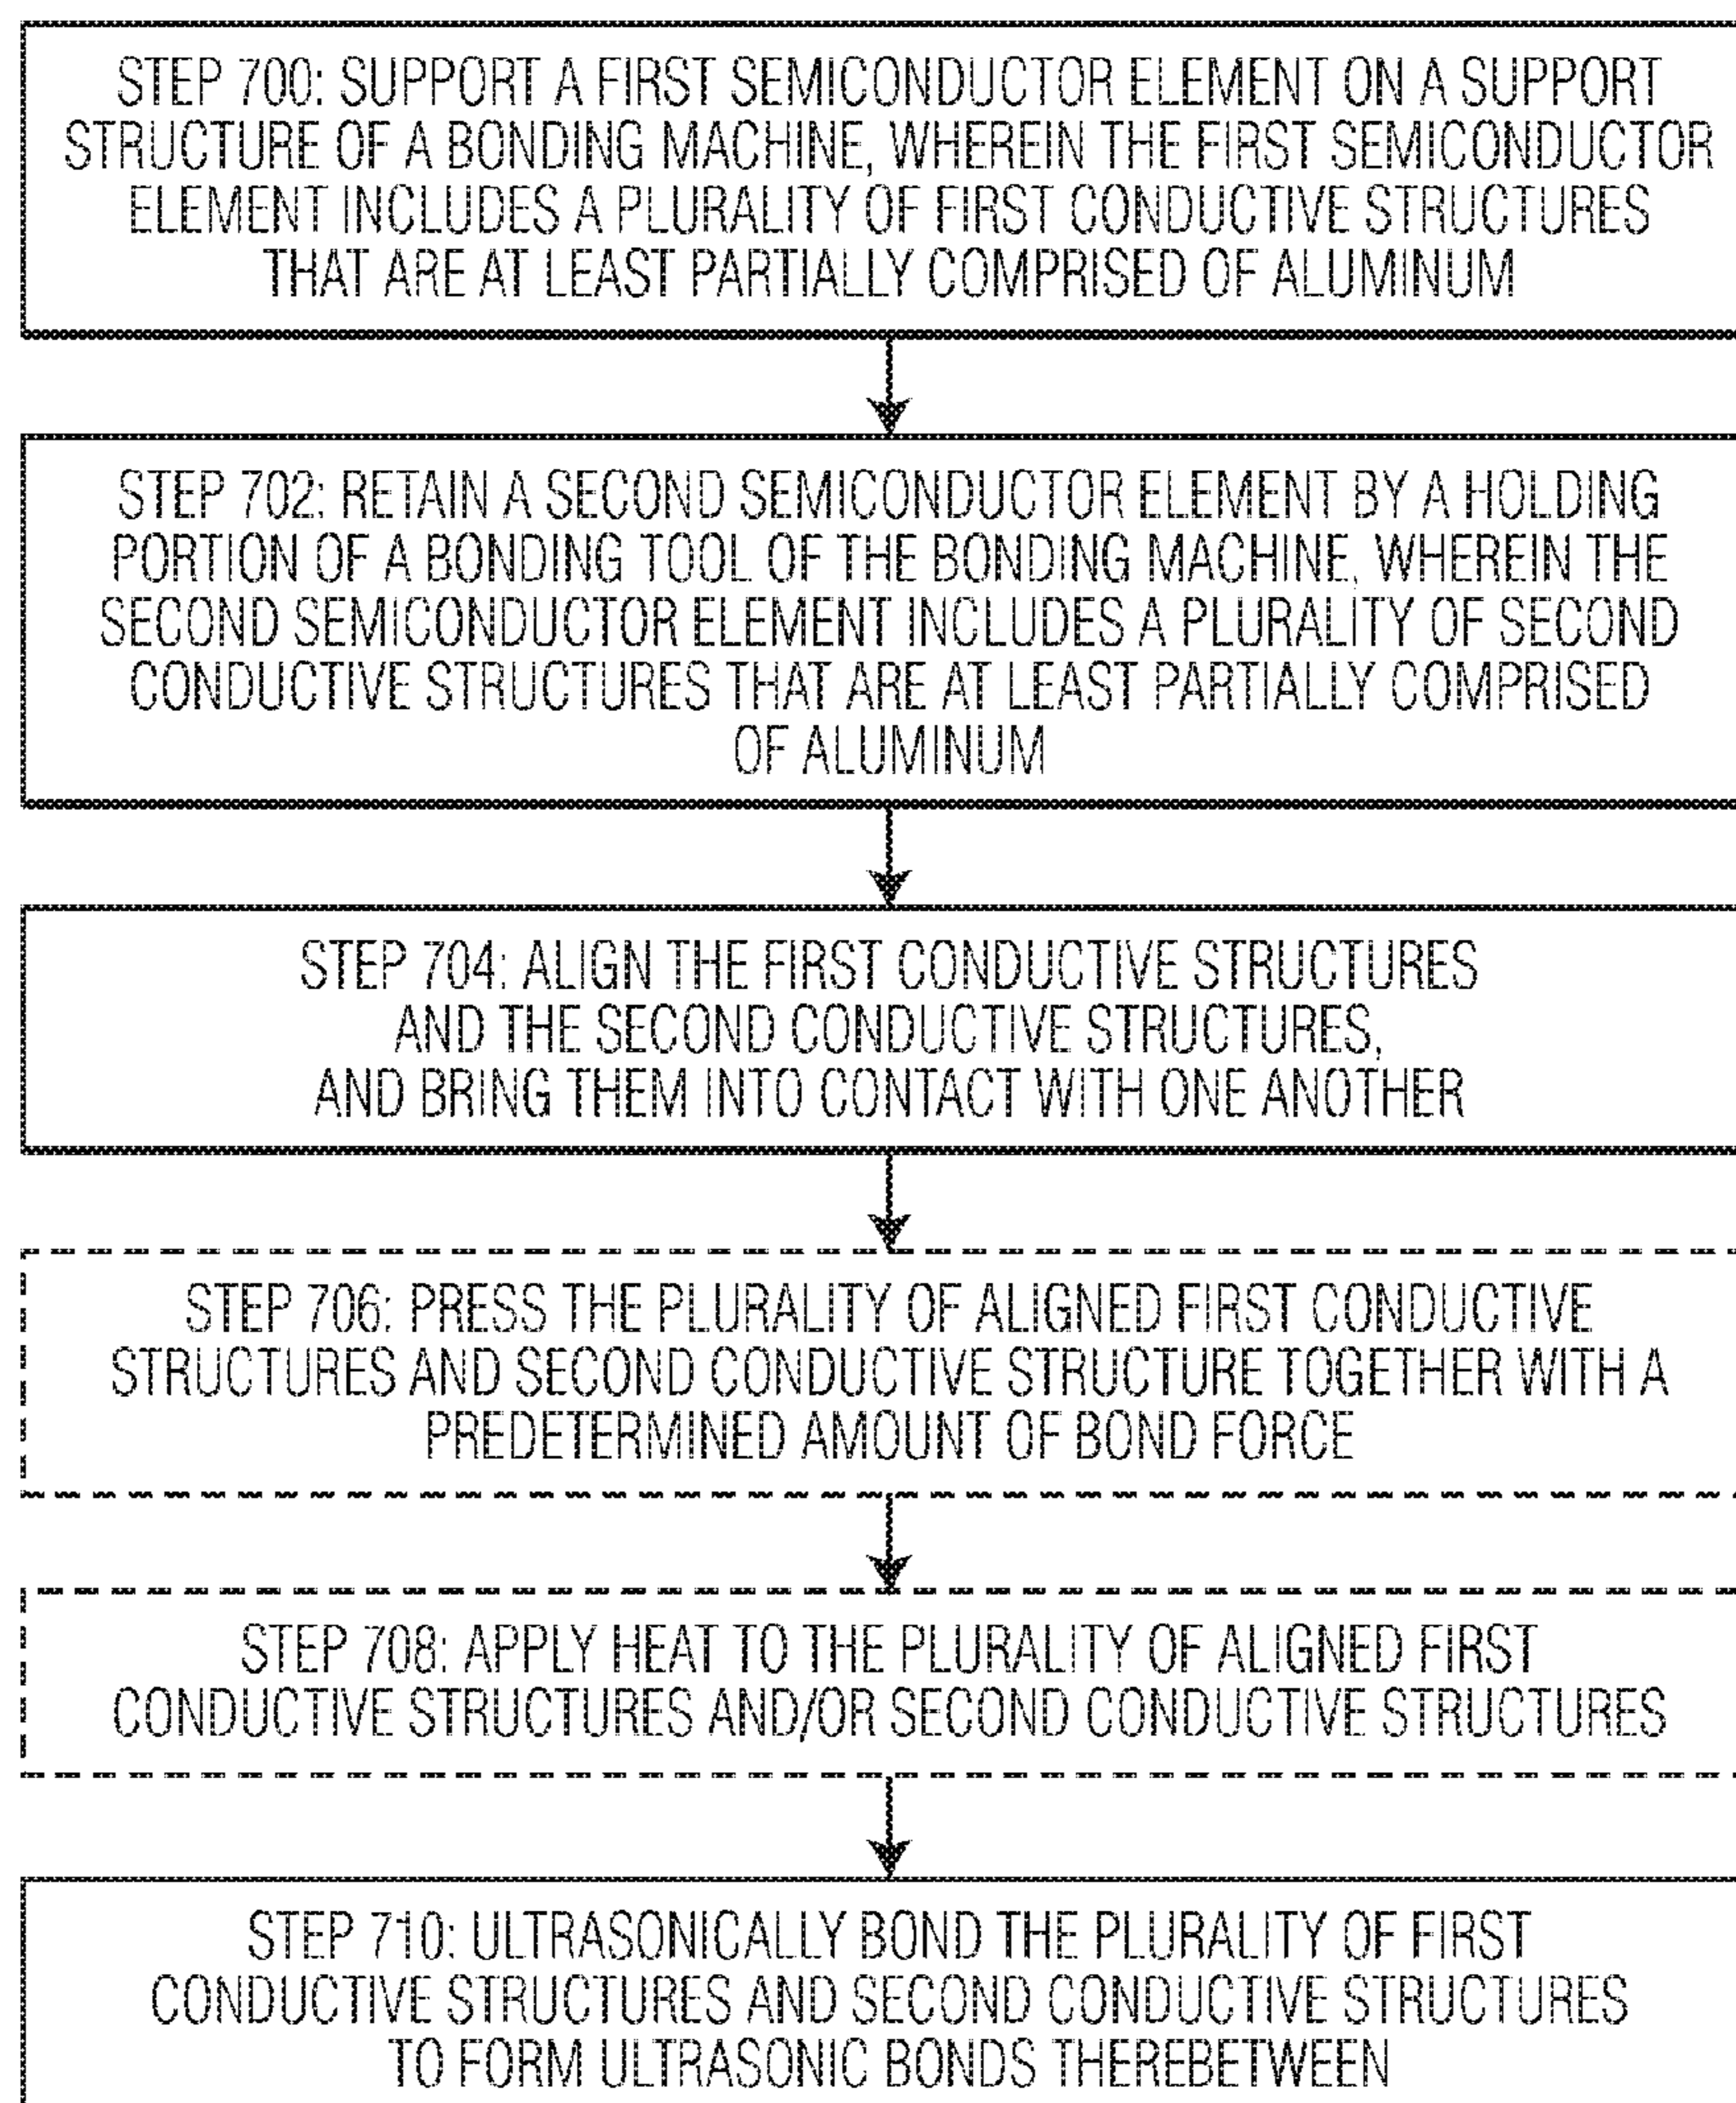 STEP 700: SUPPORT A FIRST SEMICONDUCTOR ELEMENT ON A SUPPORT
STRUCTURE OF A BONDING MACHINE, WHEREIN THE FIRST SEMICONDUCTOR
ELEMENT INCLUDES A PLURALITY OF FIRST CONDUCTIVE STRUCTURES
THAT ARE AT LEAST PARTIALLY COMPRISED OF ALUMINUM
STEP 702: RETAIN A SECOND SEMICONDUCTOR ELEMENT BY A HOLDING
PORTION OF A BONDING TOOL OF THE BONDING MACHINE, WHEREIN THE
SECOND SEMICONDUCTOR ELEMENT INCLUDES A PLURALITY OF SECOND
CONDUCTIVE STRUCTURES THAT ARE AT LEAST PARTIALLY COMPRISED
OF ALUMINUM
STEP 704: ALIGN THE FIRST CONDUCTIVE STRUCTURES
AND THE SECOND CONDUCTIVE STRUCTURES,
AND BRING THEM INTO CONTACT WITH ONE ANOTHER
STEP 706: PRESS THE PLURALITY OF ALIGNED FIRST CONDUCTIVE
STRUCTURES AND SECOND CONDUCTIVE STRUCTURE TOGETHER WITH A
PREDETERMINED AMOUNT OF BOND FORCE
STEP 708: APPLY HEAT TO THE PLURALITY OF ALIGNED FIRST
CONDUCTIVE STRUCTURES AND/OR SECOND CONDUCTIVE STRUCTURES
STEP 710: ULTRASONICALLY BOND THE PLURALITY OF FIRST
CONDUCTIVE STRUCTURES AND SECOND CONDUCTIVE STRUCTURES
TO FORM ULTRASONIC BONDS THEREBETWEEN